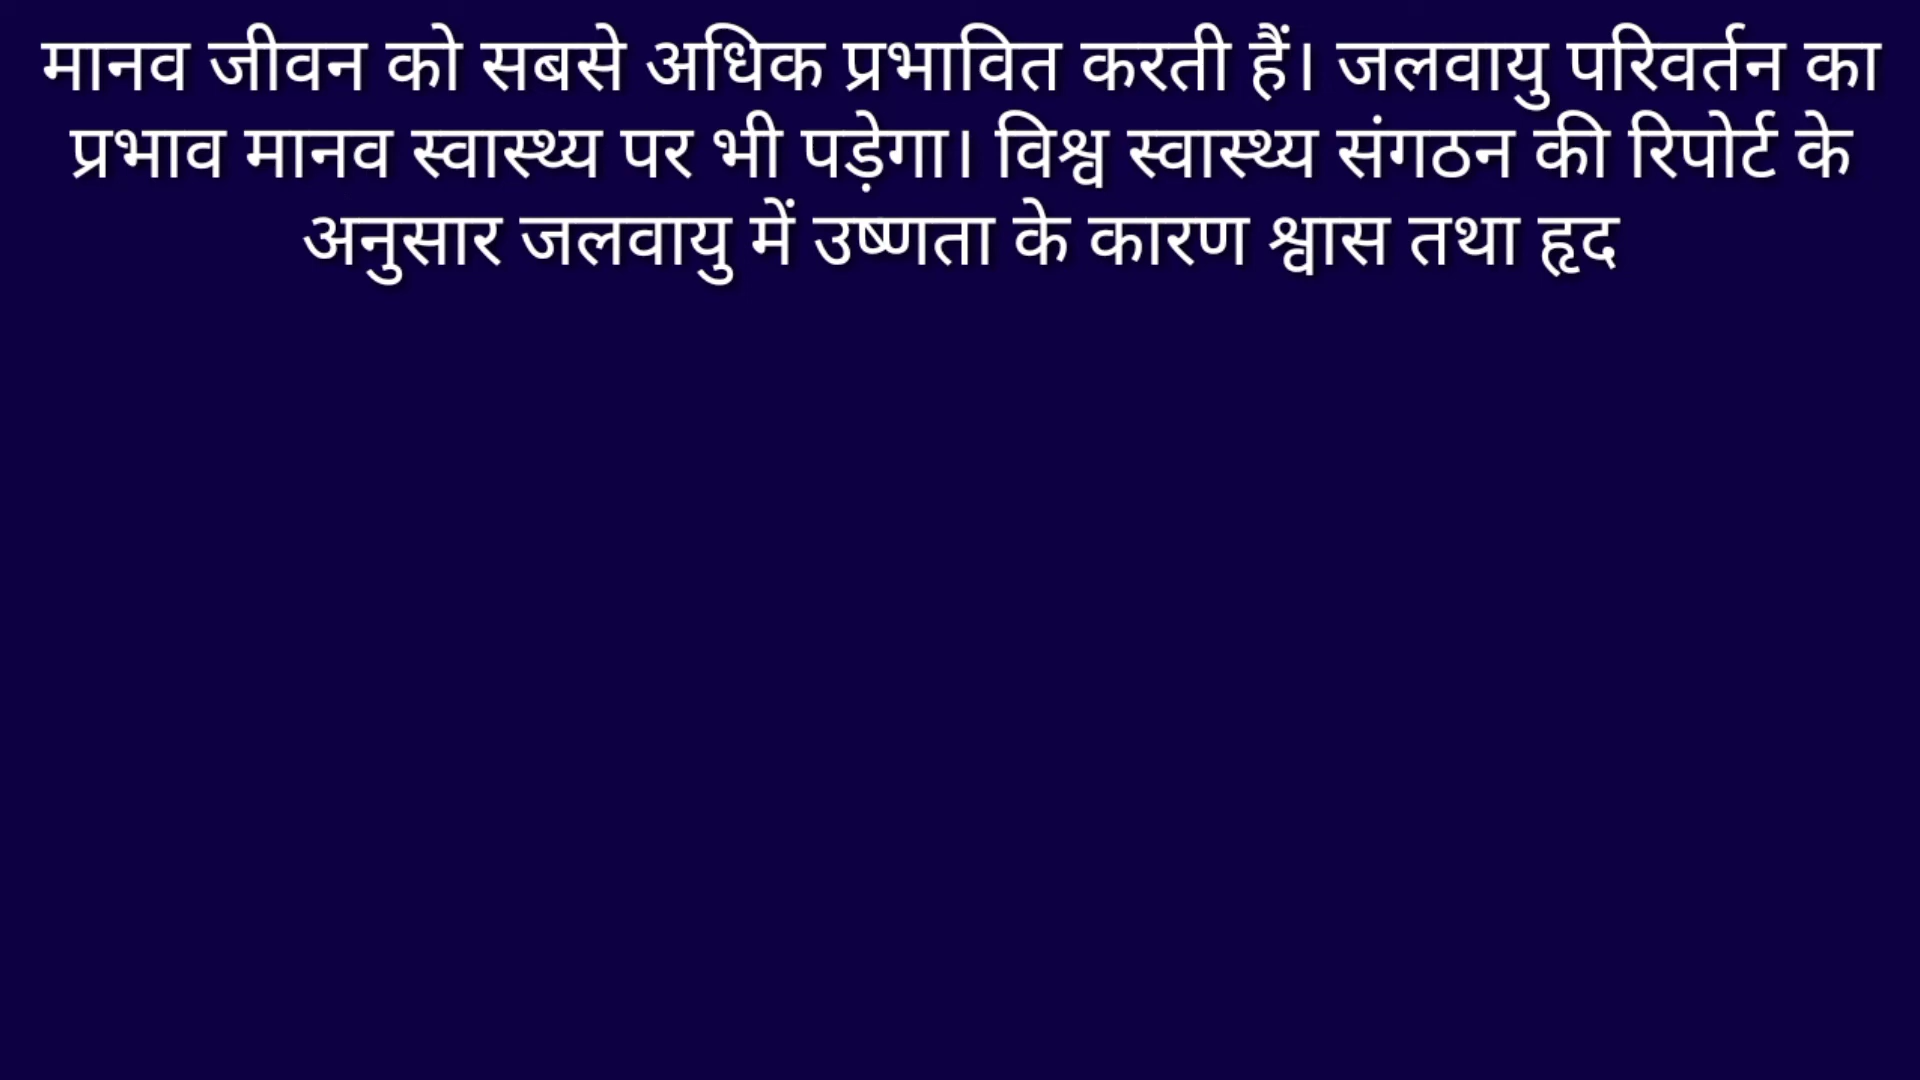 मानव जीवन को सबसे अधिक प्रभावित करती हैं। जलवायु परिवर्तन का
प्रभाव मानव स्वास्थ्य पर भी पड़ेगा। विश्व स्वास्थ्य संगठन की रिपोर्ट के
अनुसार जलवायु में उष्णता के कारण श्वास तथा हृद